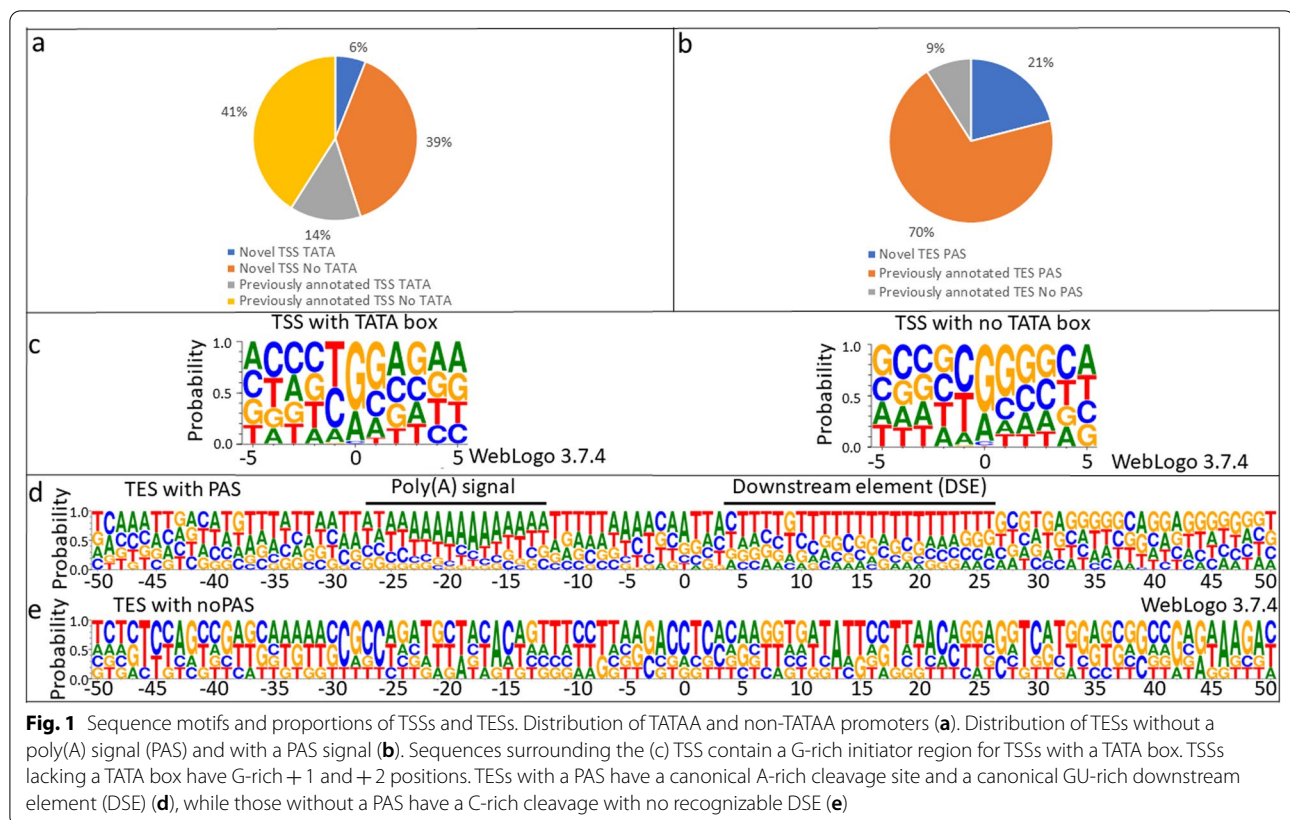 a
6%
41%
39%
14%
Novel TSS TATA
Novel TSS No TATA
Previously annotated TSS TATA
Previously annotated TSS No TATA
b
9%
21%
70%
Novel TES PAS
Previously annotated TES PAS
Previously annotated TES No PAS
c
TSS with TATA box
Probability
1.0
0.5
0.0
-5
0
5
WebLogo 3.7.4
TSS with no TATA box
Probability
1.0
0.5
0.0
-5
0
5
WebLogo 3.7.4
d
TES with PAS
Poly(A) signal
Downstream element (DSE)
Probability
1.0
0.5
0.0
-50 -45 -40 -35 -30 -25 -20 -15 -10 -5 0 5 10 15 20 25 30 35 40 45 50
e
TES with noPAS
WebLogo 3.7.4
Probability
1.0
0.5
0.0
-50 -45 -40 -35 -30 -25 -20 -15 -10 -5 0 5 10 15 20 25 30 35 40 45 50
Fig. 1 Sequence motifs and proportions of TSSs and TESs. Distribution of TATAA and non-TATAA promoters (a). Distribution of TESs without a
poly(A) signal (PAS) and with a PAS signal (b). Sequences surrounding the (c) TSS contain a G-rich initiator region for TSSs with a TATA box. TSSs
lacking a TATA box have G-rich + 1 and + 2 positions. TESs with a PAS have a canonical A-rich cleavage site and a canonical GU-rich downstream
element (DSE) (d), while those without a PAS have a C-rich cleavage with no recognizable DSE (e)